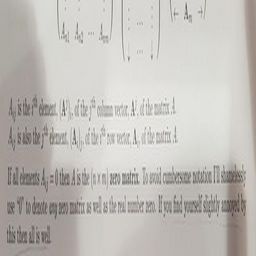 A_{n1} A_{n2} ... A_{nm}
← A_n →
A_{ij} is the i^{th} element, (A^j)_i, of the j^{th} column vector, A^j, of the matrix A.
A_{ij} is also the j^{th} element, (A_i)_j, of the i^{th} row vector, A_i, of the matrix A.
If all elements A_{ij} = 0 then A is the (n × m) zero matrix. To avoid cumbersome notation I'll shamelessly
use "0" to denote any zero matrix as well as the real number zero. If you find yourself slightly annoyed by
this then all is well.